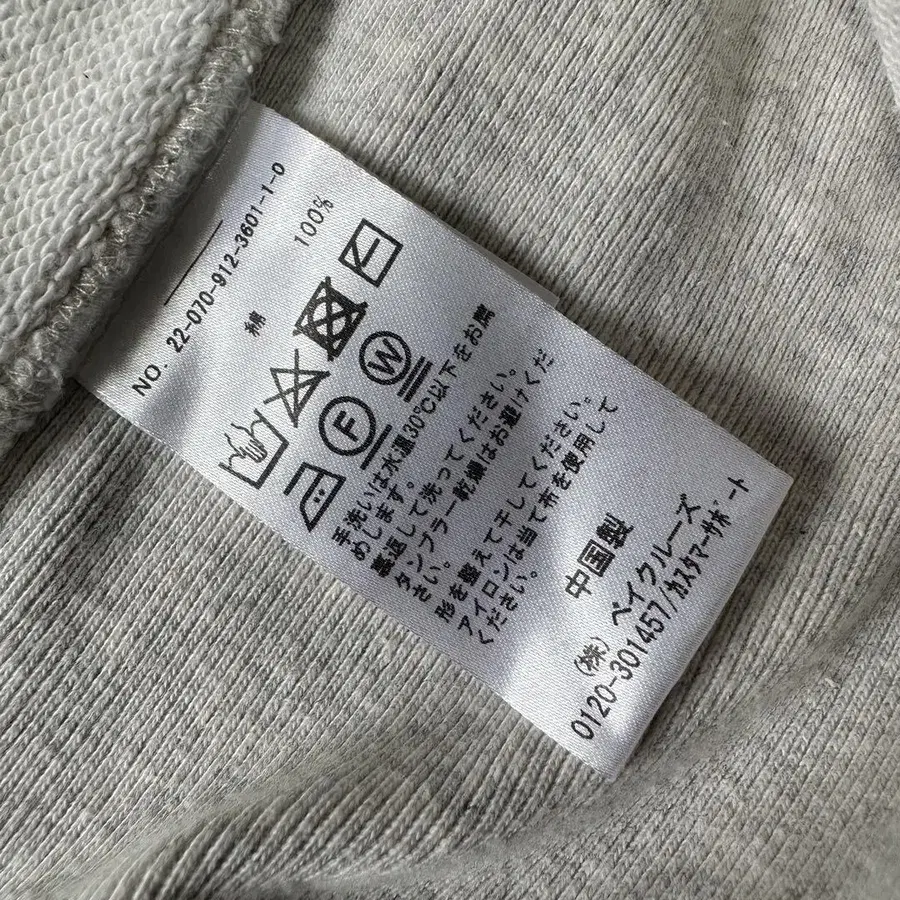 NO. 22-070-912-3601-1-0
綿 100%
F W
手洗いは水温30℃以下をお薦
めします。
裏返して洗ってください。
タンブラー乾燥はお避けくだ
さい。
形を整えて干してください。
アイロンは当て布を使用して
ください。
中国製
(株) ベイクルーズ
0120-301457/カスタマーサポート